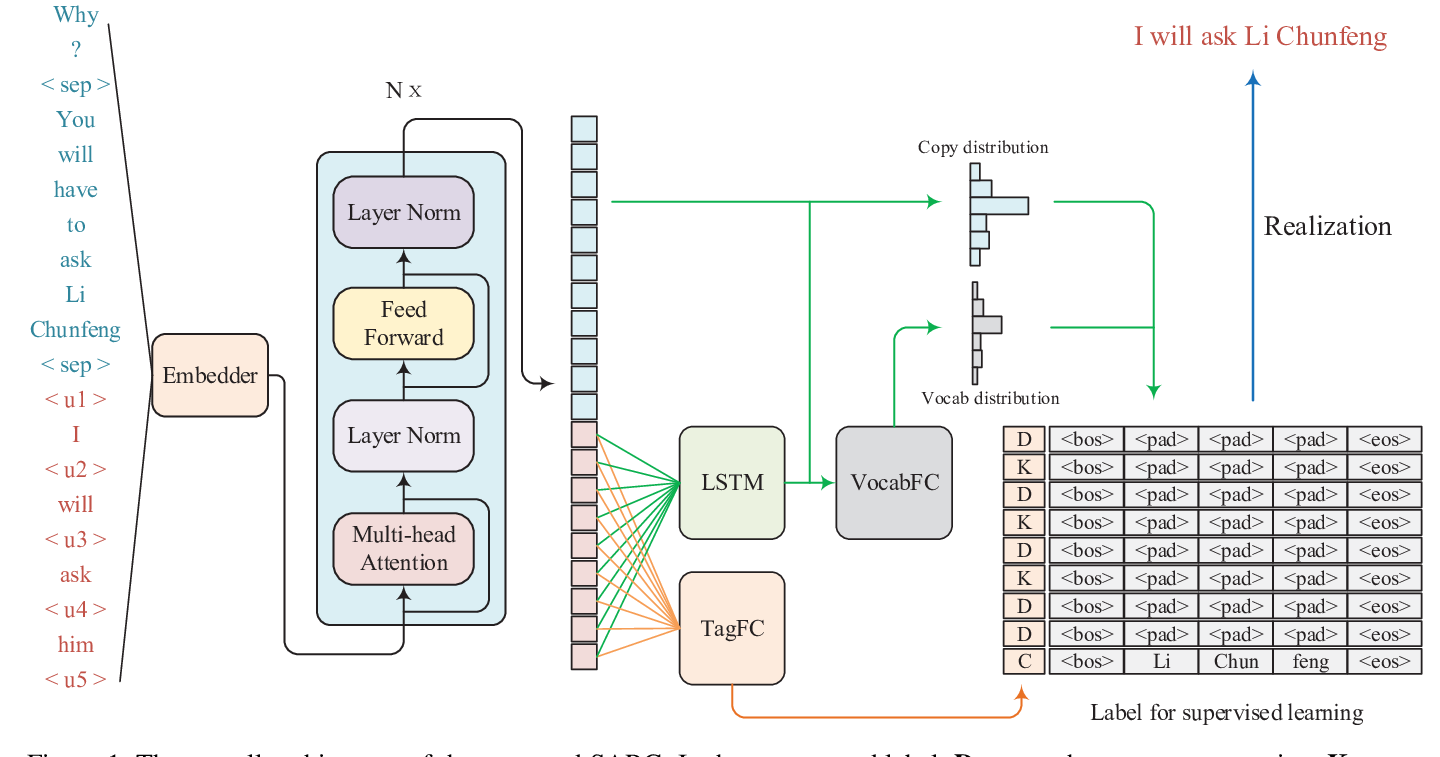 Why
?
< sep >
You
will
have
to
ask
Li
Chunfeng
< sep >
< u1 >
I
< u2 >
will
< u3 >
ask
< u4 >
him
< u5 >
Embedder
N x
Layer Norm
Feed
Forward
Layer Norm
Multi-head
Attention
LSTM
TagFC
VocabFC
Copy distribution
Vocab distribution
I will ask Li Chunfeng
Realization
D <bos> <pad> <pad> <pad> <eos>
K <bos> <pad> <pad> <pad> <eos>
D <bos> <pad> <pad> <pad> <eos>
K <bos> <pad> <pad> <pad> <eos>
D <bos> <pad> <pad> <pad> <eos>
K <bos> <pad> <pad> <pad> <eos>
D <bos> <pad> <pad> <pad> <eos>
D <bos> <pad> <pad> <pad> <eos>
C <bos> Li Chun feng <eos>
Label for supervised learning